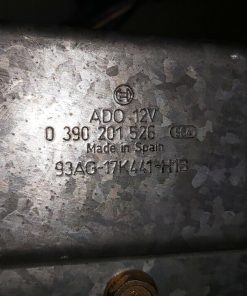 ADO 12V
0 390 201 526
Made in Spain
93AG-17K441-H1B